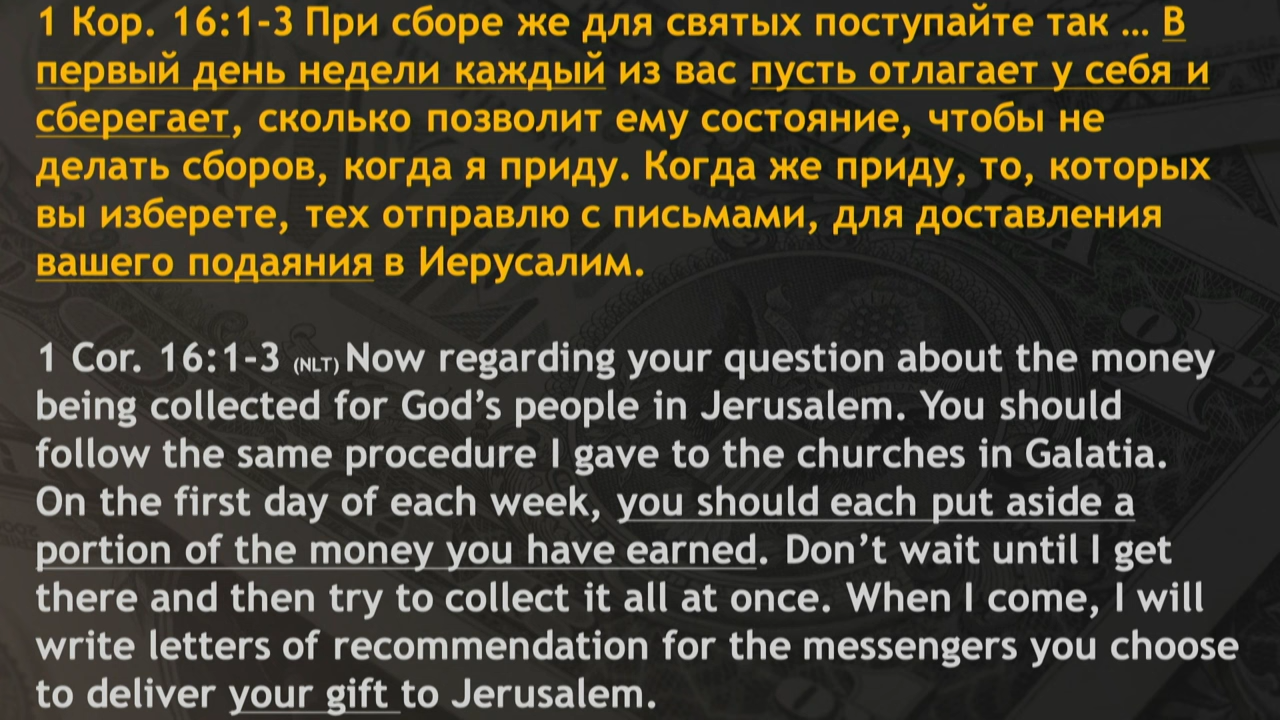 1 Кор. 16:1-3 При сборе же для святых поступайте так ... В
первый день недели каждый из вас пусть отлагает у себя и
сберегает, сколько позволит ему состояние, чтобы не
делать сборов, когда я приду. Когда же приду, то, которых
вы изберете, тех отправлю с письмами, для доставления
вашего подаяния в Иерусалим.
1 Cor. 16:1-3 (NLT) Now regarding your question about the money
being collected for God’s people in Jerusalem. You should
follow the same procedure I gave to the churches in Galatia.
On the first day of each week, you should each put aside a
portion of the money you have earned. Don’t wait until I get
there and then try to collect it all at once. When I come, I will
write letters of recommendation for the messengers you choose
to deliver your gift to Jerusalem.